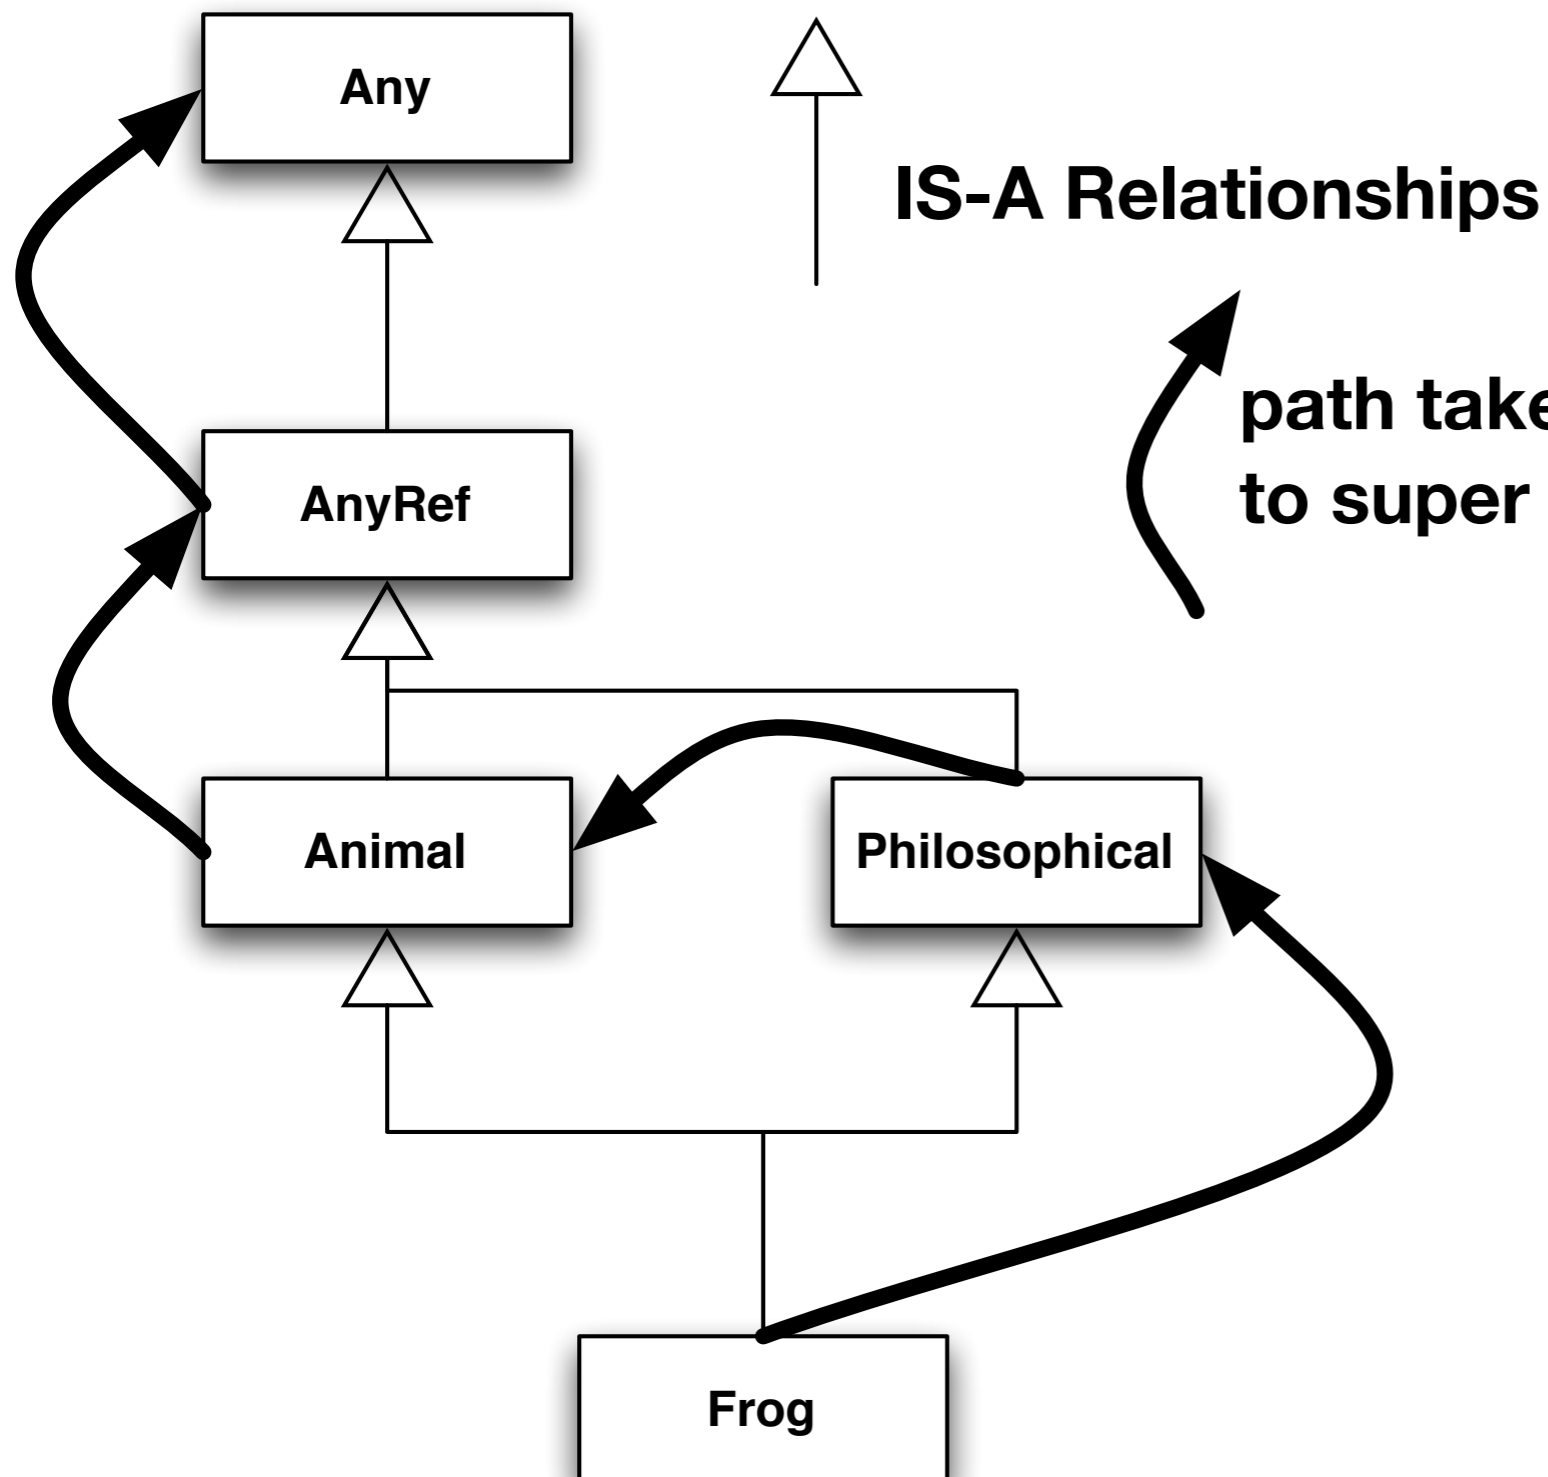 Any
IS-A Relationships
path take
to super
AnyRef
Animal
Philosophical
Frog